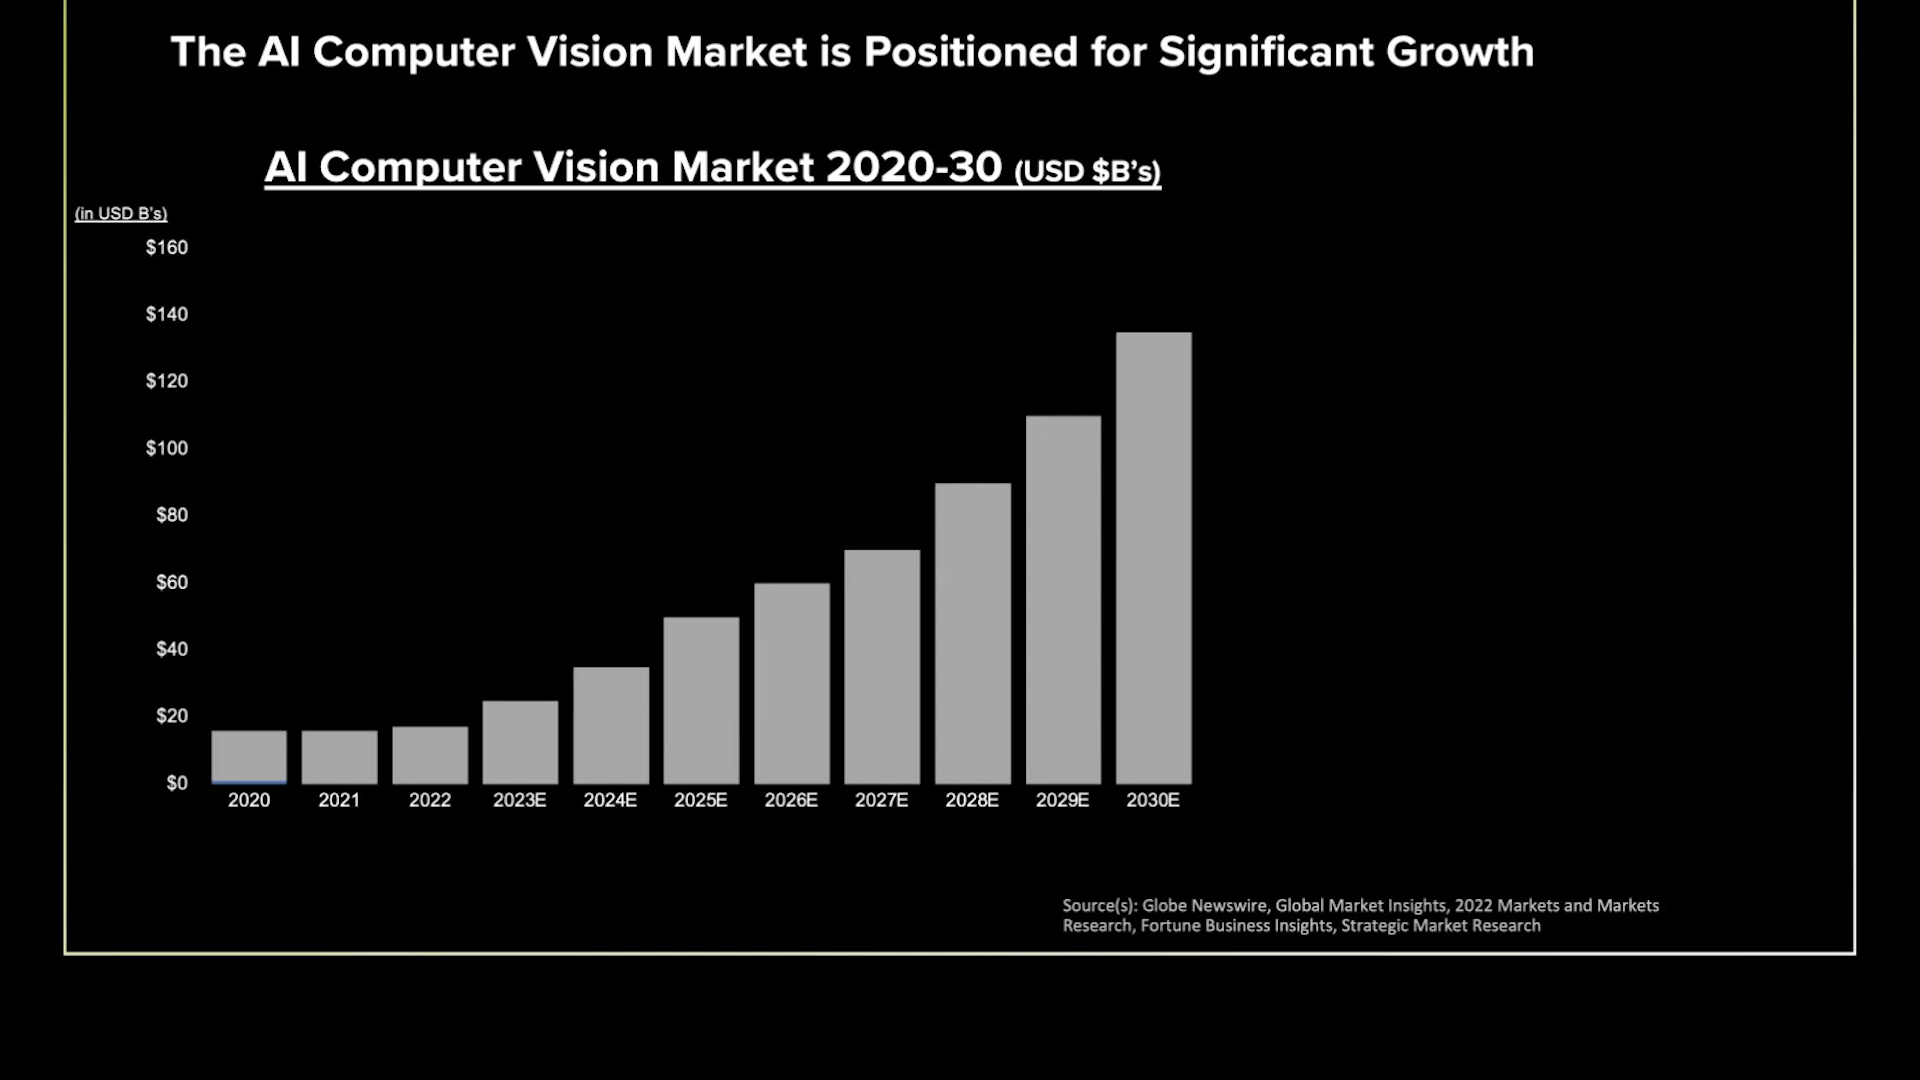 The AI Computer Vision Market is Positioned for Significant Growth
AI Computer Vision Market 2020-30 (USD $B’s)
(in USD B’s)
$160
$140
$120
$100
$80
$60
$40
$20
$0
2020 2021 2022 2023E 2024E 2025E 2026E 2027E 2028E 2029E 2030E
Source(s): Globe Newswire, Global Market Insights, 2022 Markets and Markets
Research, Fortune Business Insights, Strategic Market Research